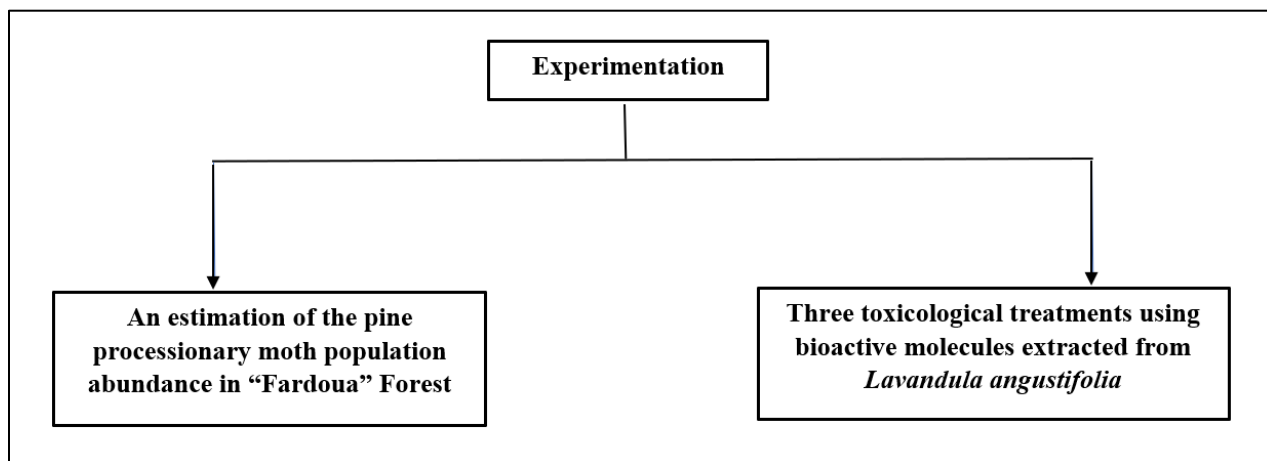 Experimentation
An estimation of the pine
processionary moth population
abundance in “Fardoua” Forest
Three toxicological treatments using
bioactive molecules extracted from
Lavandula angustifolia